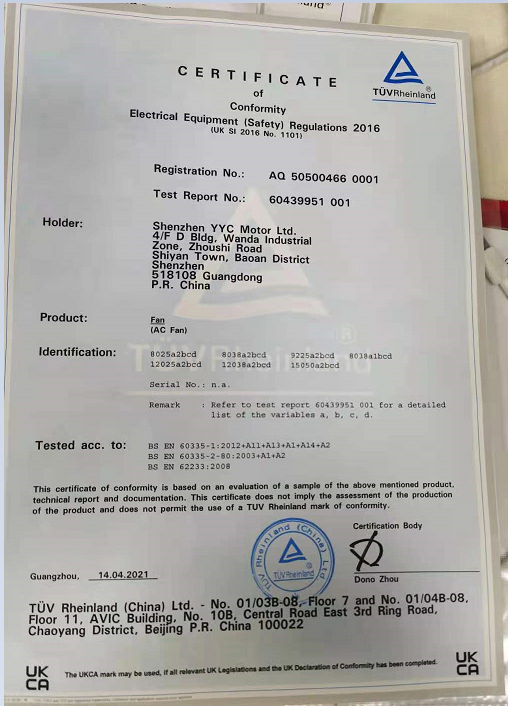 CERTIFICATE
of
Conformity
Electrical Equipment (Safety) Regulations 2016
(UK SI 2016 No. 1101)
TÜVRheinland®
Registration No.: AQ 50500466 0001
Test Report No.: 60439951 001
Holder: Shenzhen YYC Motor Ltd.
4/F D Bldg, Wanda Industrial
Zone, Zhoushi Road
Shiyan Town, Baoan District
Shenzhen
518108 Guangdong
P.R. China
Product: Fan
(AC Fan)
Identification: 8025a2bcd 8038a2bcd 9225a2bcd 8038a1bcd
12025a2bcd 12038a2bcd 15050a2bcd
TÜVRheinland®
Serial No.: n.a.
Remark : Refer to test report 60439951 001 for a detailed
list of the variables a, b, c, d.
Tested acc. to: BS EN 60335-1:2012+A11+A13+A1+A14+A2
BS EN 60335-2-80:2003+A1+A2
BS EN 62233:2008
This certificate of conformity is based on an evaluation of a sample of the above mentioned product,
technical report and documentation. This certificate does not imply the assessment of the production
of the product and does not permit the use of a TUV Rheinland mark of conformity.
Certification Body
TÜV Rheinland (China) Ltd
TÜVRheinland
Guangzhou, 14.04.2021
Dono Zhou
TÜV Rheinland (China) Ltd. - No. 01/03B-08, Floor 7 and No. 01/04B-08,
Floor 11, AVIC Building, No. 10B, Central Road East 3rd Ring Road,
Chaoyang District, Beijing P.R. China 100022
UK
CA
The UKCA mark may be used, if all relevant UK Legislations and the UK Declaration of Conformity has been completed.
UK
CA